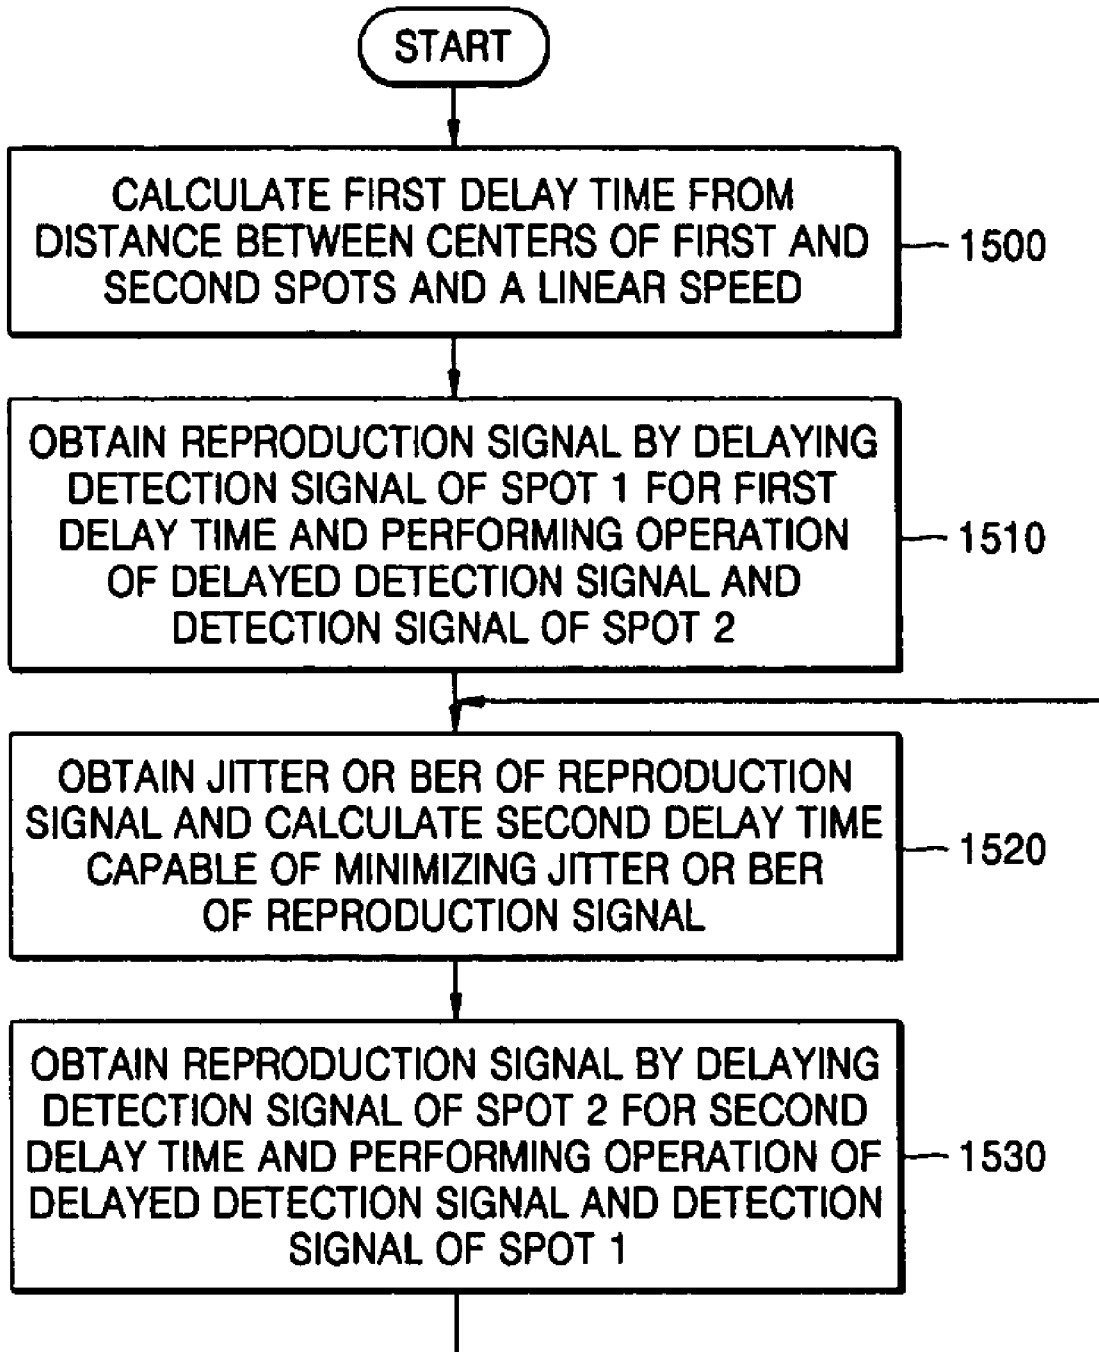 START
CALCULATE FIRST DELAY TIME FROM
DISTANCE BETWEEN CENTERS OF FIRST AND
SECOND SPOTS AND A LINEAR SPEED
1500
OBTAIN REPRODUCTION SIGNAL BY DELAYING
DETECTION SIGNAL OF SPOT 1 FOR FIRST
DELAY TIME AND PERFORMING OPERATION
OF DELAYED DETECTION SIGNAL AND
DETECTION SIGNAL OF SPOT 2
1510
OBTAIN JITTER OR BER OF REPRODUCTION
SIGNAL AND CALCULATE SECOND DELAY TIME
CAPABLE OF MINIMIZING JITTER OR BER
OF REPRODUCTION SIGNAL
1520
OBTAIN REPRODUCTION SIGNAL BY DELAYING
DETECTION SIGNAL OF SPOT 2 FOR SECOND
DELAY TIME AND PERFORMING OPERATION OF
DELAYED DETECTION SIGNAL AND DETECTION
SIGNAL OF SPOT 1
1530